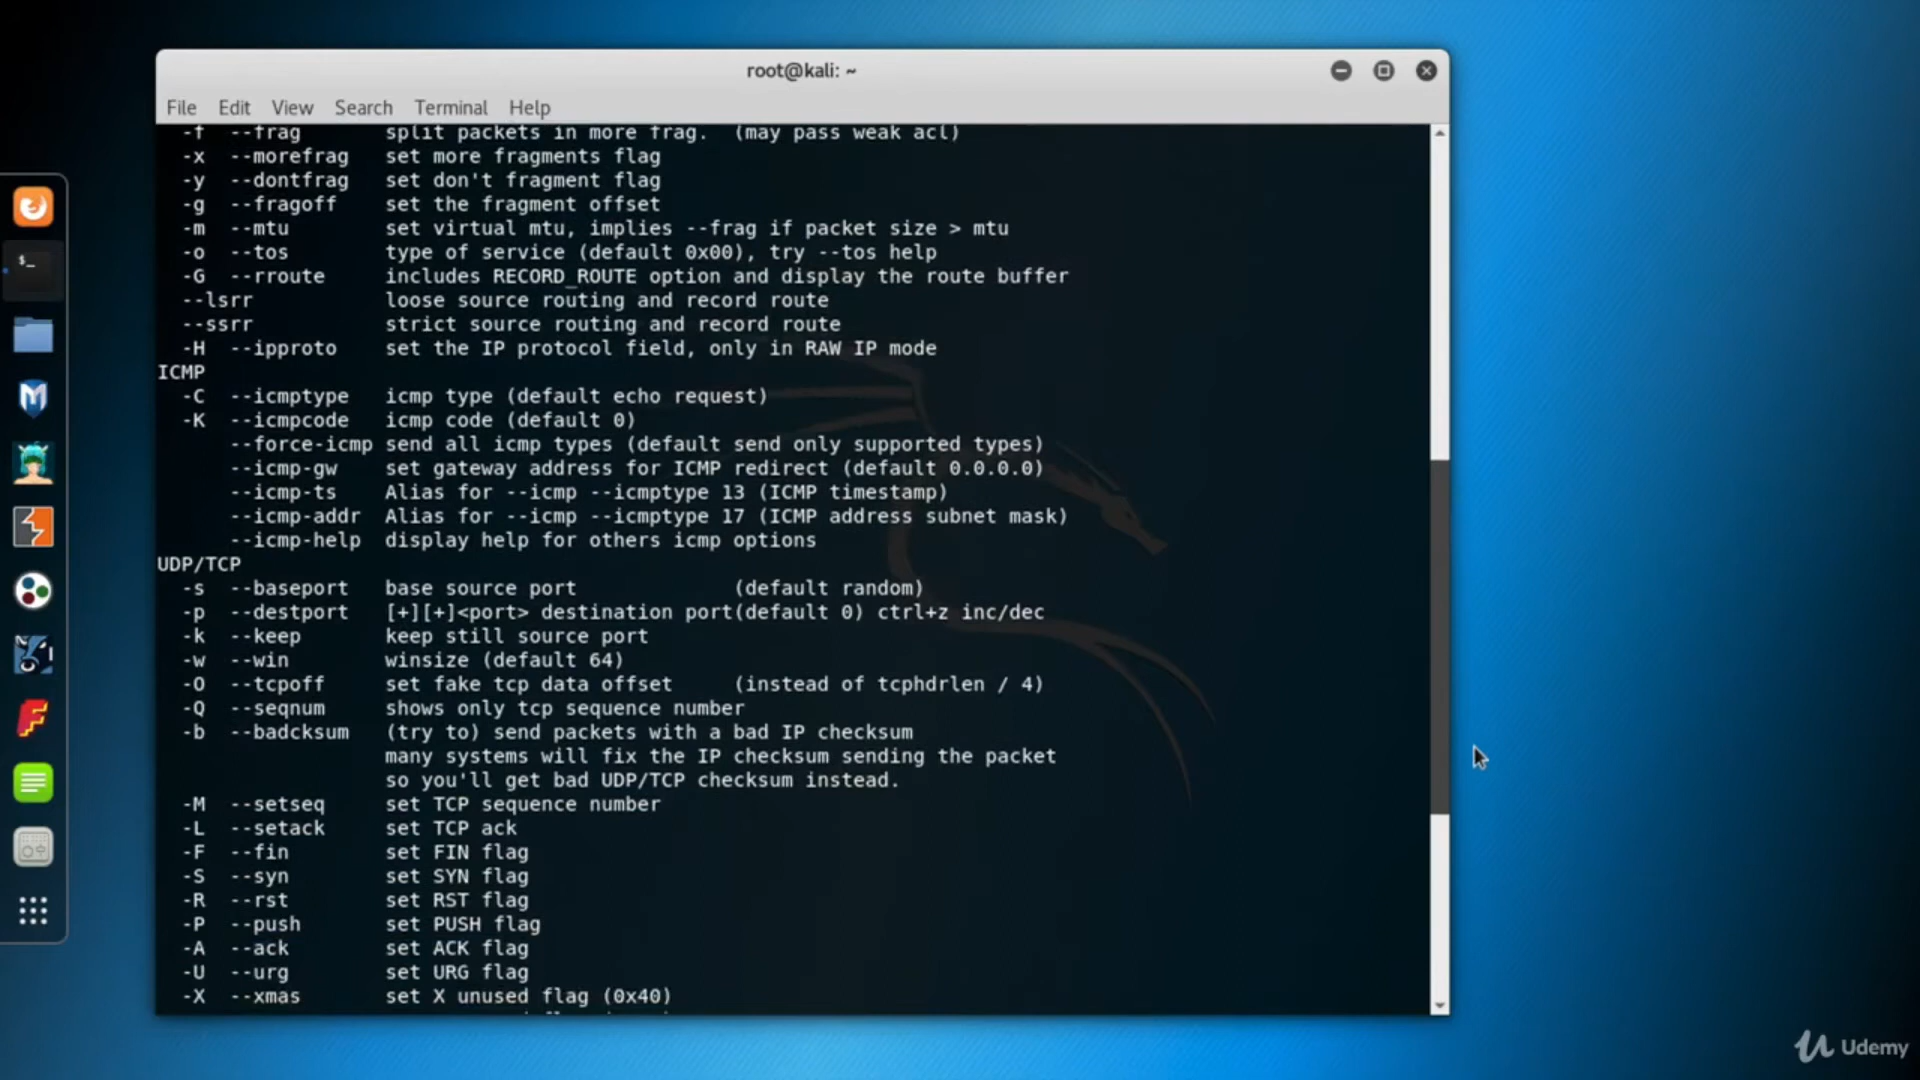 root@kali: ~
File Edit View Search Terminal Help
-f --frag split packets in more frag. (may pass weak acl)
-x --morefrag set more fragments flag
-y --dontfrag set don't fragment flag
-g --fragoff set the fragment offset
-m --mtu set virtual mtu, implies --frag if packet size > mtu
-o --tos type of service (default 0x00), try --tos help
-G --rroute includes RECORD_ROUTE option and display the route buffer
--lsrr loose source routing and record route
--ssrr strict source routing and record route
-H --ipproto set the IP protocol field, only in RAW IP mode
ICMP
-C --icmptype icmp type (default echo request)
-K --icmpcode icmp code (default 0)
--force-icmp send all icmp types (default send only supported types)
--icmp-gw set gateway address for ICMP redirect (default 0.0.0.0)
--icmp-ts Alias for --icmp --icmptype 13 (ICMP timestamp)
--icmp-addr Alias for --icmp --icmptype 17 (ICMP address subnet mask)
--icmp-help display help for others icmp options
UDP/TCP
-s --baseport base source port (default random)
-p --destport [+][+]<port> destination port(default 0) ctrl+z inc/dec
-k --keep keep still source port
-w --win winsize (default 64)
-O --tcpoff set fake tcp data offset (instead of tcphdrlen / 4)
-Q --seqnum shows only tcp sequence number
-b --badcksum (try to) send packets with a bad IP checksum
many systems will fix the IP checksum sending the packet
so you'll get bad UDP/TCP checksum instead.
-M --setseq set TCP sequence number
-L --setack set TCP ack
-F --fin set FIN flag
-S --syn set SYN flag
-R --rst set RST flag
-P --push set PUSH flag
-A --ack set ACK flag
-U --urg set URG flag
-X --xmas set X unused flag (0x40)
Udemy